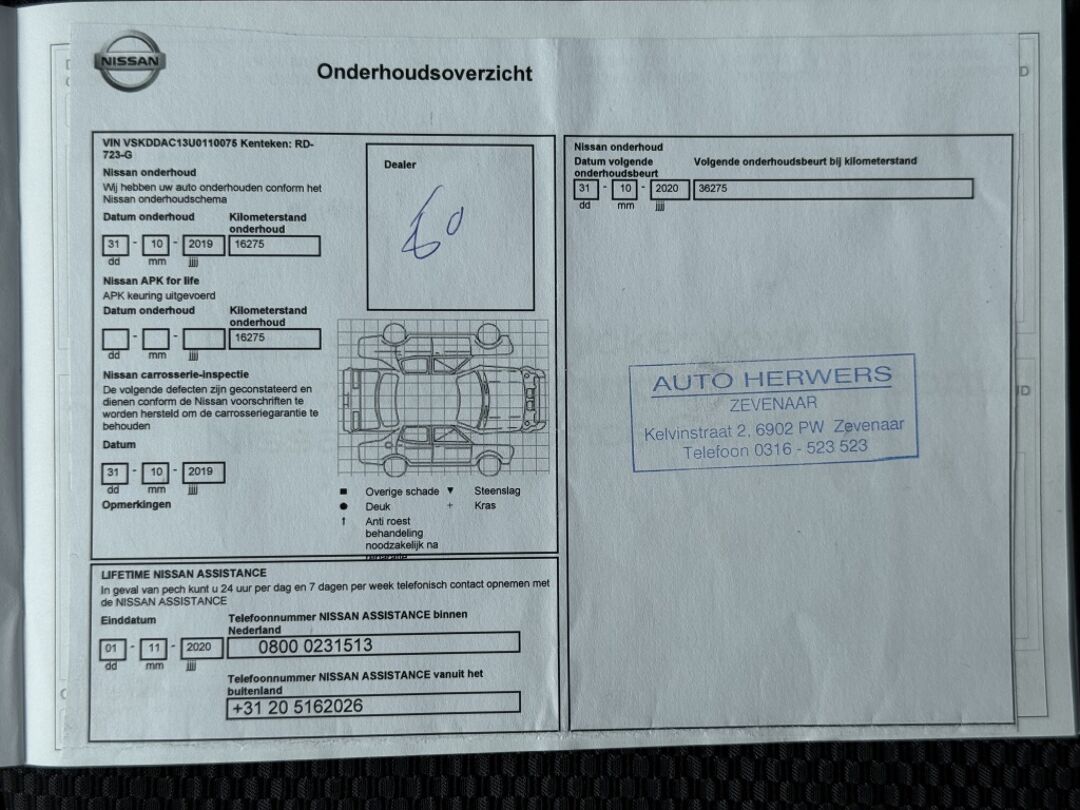 NISSAN
Onderhoudsoverzicht
VIN VSKDDAC13U0110075 Kenteken: RD-
723-G
Nissan onderhoud
Wij hebben uw auto onderhouden conform het
Nissan onderhoudschema
Datum onderhoud
Kilometerstand
onderhoud
31 - 10 - 2019
16275
dd mm jjjj
Nissan APK for life
APK keuring uitgevoerd
Datum onderhoud
Kilometerstand
onderhoud
- -
16275
dd mm jjjj
Nissan carrosserie-inspectie
De volgende defecten zijn geconstateerd en
dienen conform de Nissan voorschriften te
worden hersteld om de carrosseriegarantie te
behouden
Datum
31 - 10 - 2019
dd mm jjjj
Opmerkingen
Dealer
■ Overige schade ▼ Steenslag
● Deuk + Kras
↑ Anti roest
behandeling
noodzakelijk na
LIFETIME NISSAN ASSISTANCE
In geval van pech kunt u 24 uur per dag en 7 dagen per week telefonisch contact opnemen met
de NISSAN ASSISTANCE
Einddatum
01 - 11 - 2020
dd mm jjjj
Telefoonnummer NISSAN ASSISTANCE binnen
Nederland
0800 0231513
Telefoonnummer NISSAN ASSISTANCE vanuit het
buitenland
+31 20 5162026
Nissan onderhoud
Datum volgende
onderhoudsbeurt
Volgende onderhoudsbeurt bij kilometerstand
31 - 10 - 2020
36275
dd mm jjjj
AUTO HERWERS
ZEVENAAR
Kelvinstraat 2, 6902 PW Zevenaar
Telefoon 0316 - 523 523